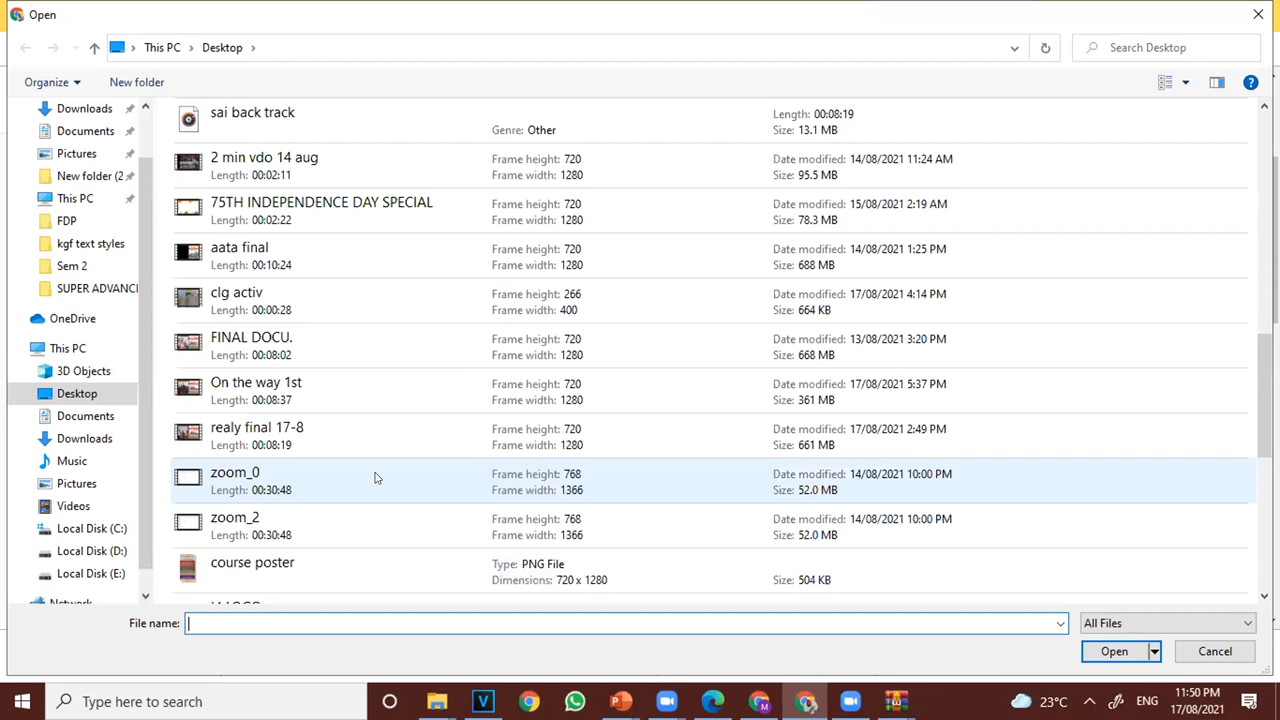 Open
This PC
Desktop
Search Desktop
Organize
New folder
Downloads
Documents
Pictures
New folder (2
This PC
FDP
kgf text styles
Sem 2
SUPER ADVANC
OneDrive
This PC
3D Objects
Desktop
Documents
Downloads
Music
Pictures
Videos
Local Disk (C:)
Local Disk (D:)
Local Disk (E:)
Network
sai back track
Genre: Other
Length: 00:08:19
Size: 13.1 MB
2 min vdo 14 aug
Length: 00:02:11
Frame height: 720
Frame width: 1280
Date modified: 14/08/2021 11:24 AM
Size: 95.5 MB
75TH INDEPENDENCE DAY SPECIAL
Length: 00:02:22
Frame height: 720
Frame width: 1280
Date modified: 15/08/2021 2:19 AM
Size: 78.3 MB
aata final
Length: 00:10:24
Frame height: 720
Frame width: 1280
Date modified: 14/08/2021 1:25 PM
Size: 688 MB
clg activ
Length: 00:00:28
Frame height: 266
Frame width: 400
Date modified: 17/08/2021 4:14 PM
Size: 664 KB
FINAL DOCU.
Length: 00:08:02
Frame height: 720
Frame width: 1280
Date modified: 13/08/2021 3:20 PM
Size: 668 MB
On the way 1st
Length: 00:08:37
Frame height: 720
Frame width: 1280
Date modified: 17/08/2021 5:37 PM
Size: 361 MB
realy final 17-8
Length: 00:08:19
Frame height: 720
Frame width: 1280
Date modified: 17/08/2021 2:49 PM
Size: 661 MB
zoom_0
Length: 00:30:48
Frame height: 768
Frame width: 1366
Date modified: 14/08/2021 10:00 PM
Size: 52.0 MB
zoom_2
Length: 00:30:48
Frame height: 768
Frame width: 1366
Date modified: 14/08/2021 10:00 PM
Size: 52.0 MB
course poster
Type: PNG File
Dimensions: 720 x 1280
Size: 504 KB
File name:
All Files
Open
Cancel
Type here to search
23°C
ENG
11:50 PM
17/08/2021